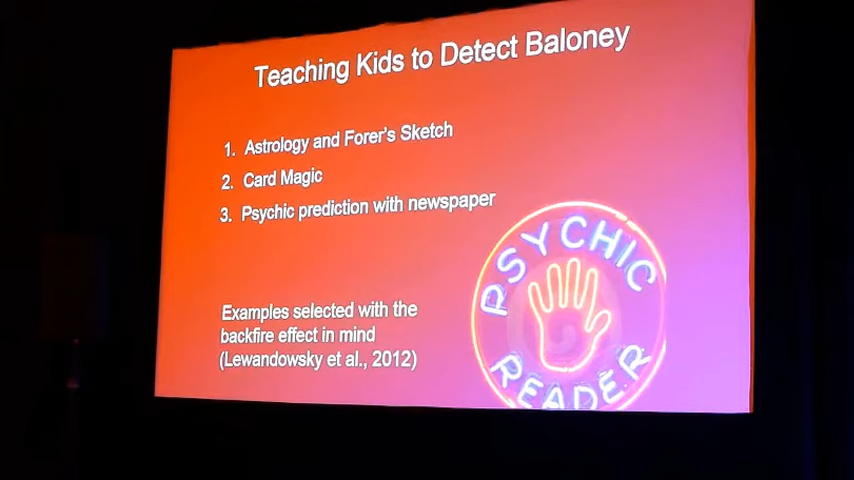 Teaching Kids to Detect Baloney
1. Astrology and Forer's Sketch
2. Card Magic
3. Psychic prediction with newspaper
Examples selected with the
backfire effect in mind
(Lewandowsky et al., 2012)
PSYCHIC
READER